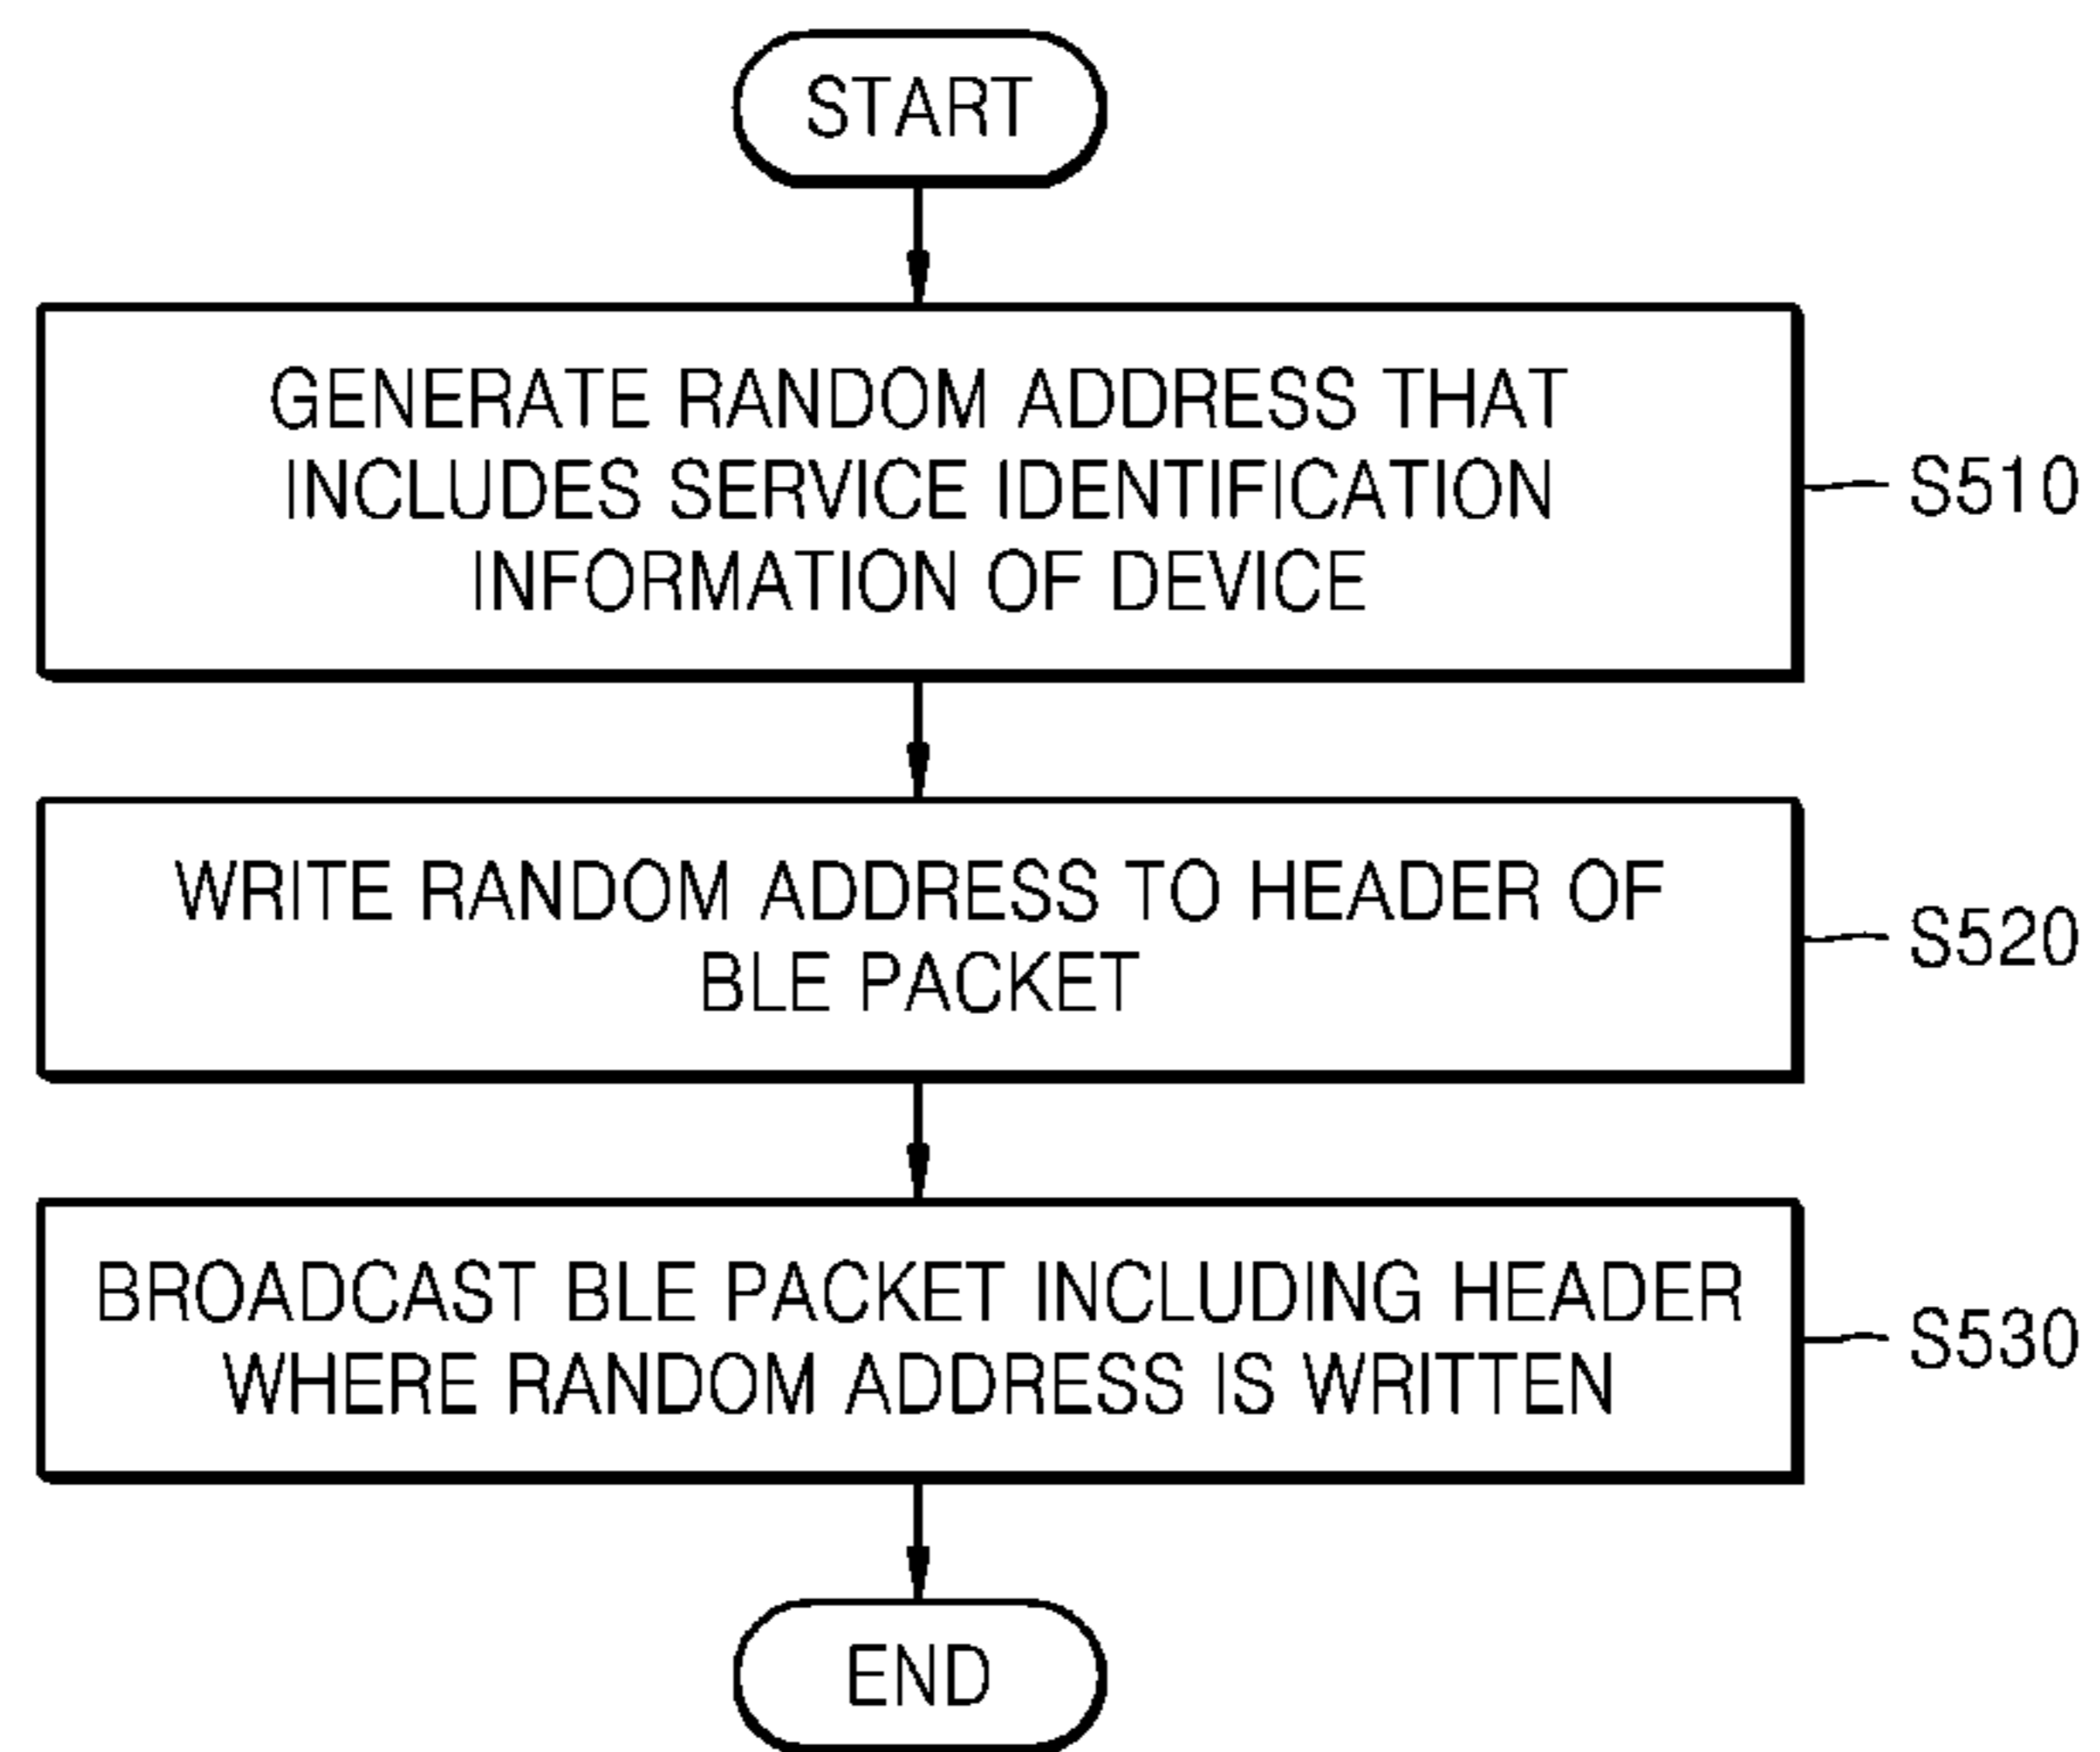 START
GENERATE RANDOM ADDRESS THAT
INCLUDES SERVICE IDENTIFICATION
INFORMATION OF DEVICE
S510
WRITE RANDOM ADDRESS TO HEADER OF
BLE PACKET
S520
BROADCAST BLE PACKET INCLUDING HEADER
WHERE RANDOM ADDRESS IS WRITTEN
S530
END